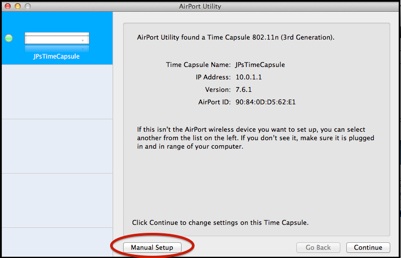 AirPort Utility
JPsTimeCapsule
AirPort Utility found a Time Capsule 802.11n (3rd Generation).
Time Capsule Name: JPsTimeCapsule
IP Address: 10.0.1.1
Version: 7.6.1
AirPort ID: 90:84:0D:D5:62:E1
If this isn't the AirPort wireless device you want to set up, you can select
another from the list on the left. If you don't see it, make sure it is plugged
in and in range of your computer.
Click Continue to change settings on this Time Capsule.
Manual Setup
Go Back
Continue